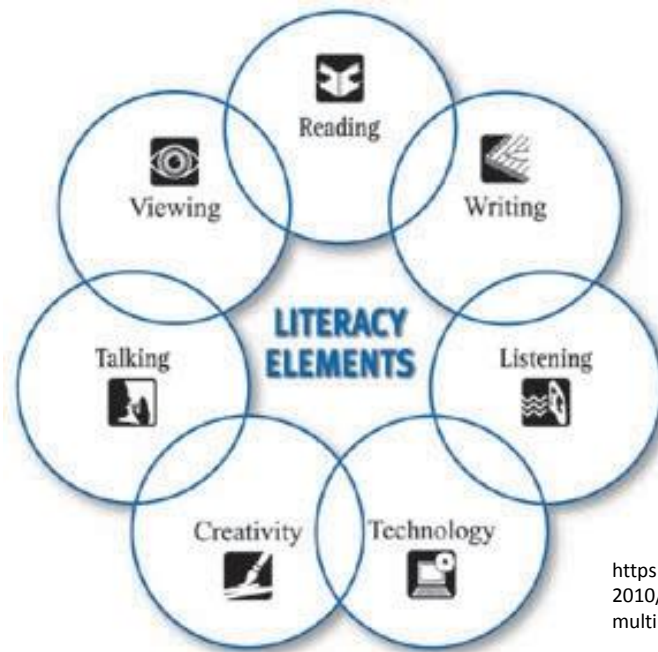 Reading
Viewing
Writing
LITERACY
ELEMENTS
Talking
Listening
Creativity
Technology
https
2010/
multi